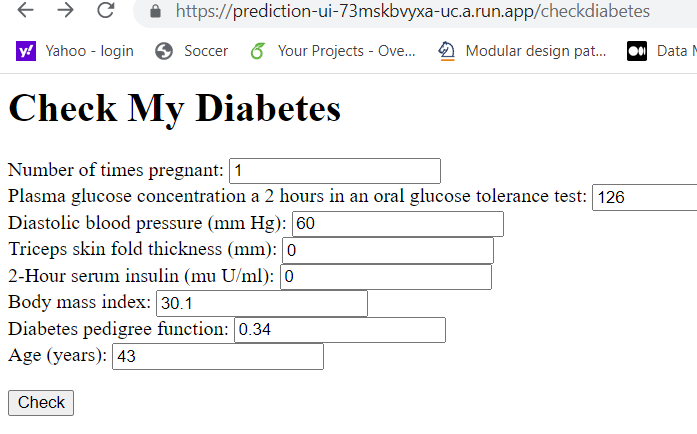 https://prediction-ui-73mskbvyxa-uc.a.run.app/checkdiabetes
y! Yahoo - login Soccer Your Projects - Ove... Modular design pat... Data M
Check My Diabetes
Number of times pregnant: 1
Plasma glucose concentration a 2 hours in an oral glucose tolerance test: 126
Diastolic blood pressure (mm Hg): 60
Triceps skin fold thickness (mm): 0
2-Hour serum insulin (mu U/ml): 0
Body mass index: 30.1
Diabetes pedigree function: 0.34
Age (years): 43
Check